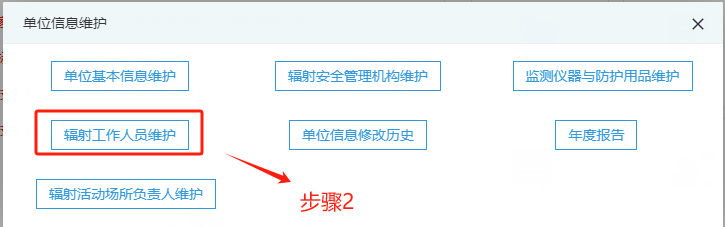 单位信息维护
单位基本信息维护
辐射安全管理机构维护
监测仪器与防护用品维护
辐射工作人员维护
单位信息修改历史
年度报告
步骤2
辐射活动场所负责人维护